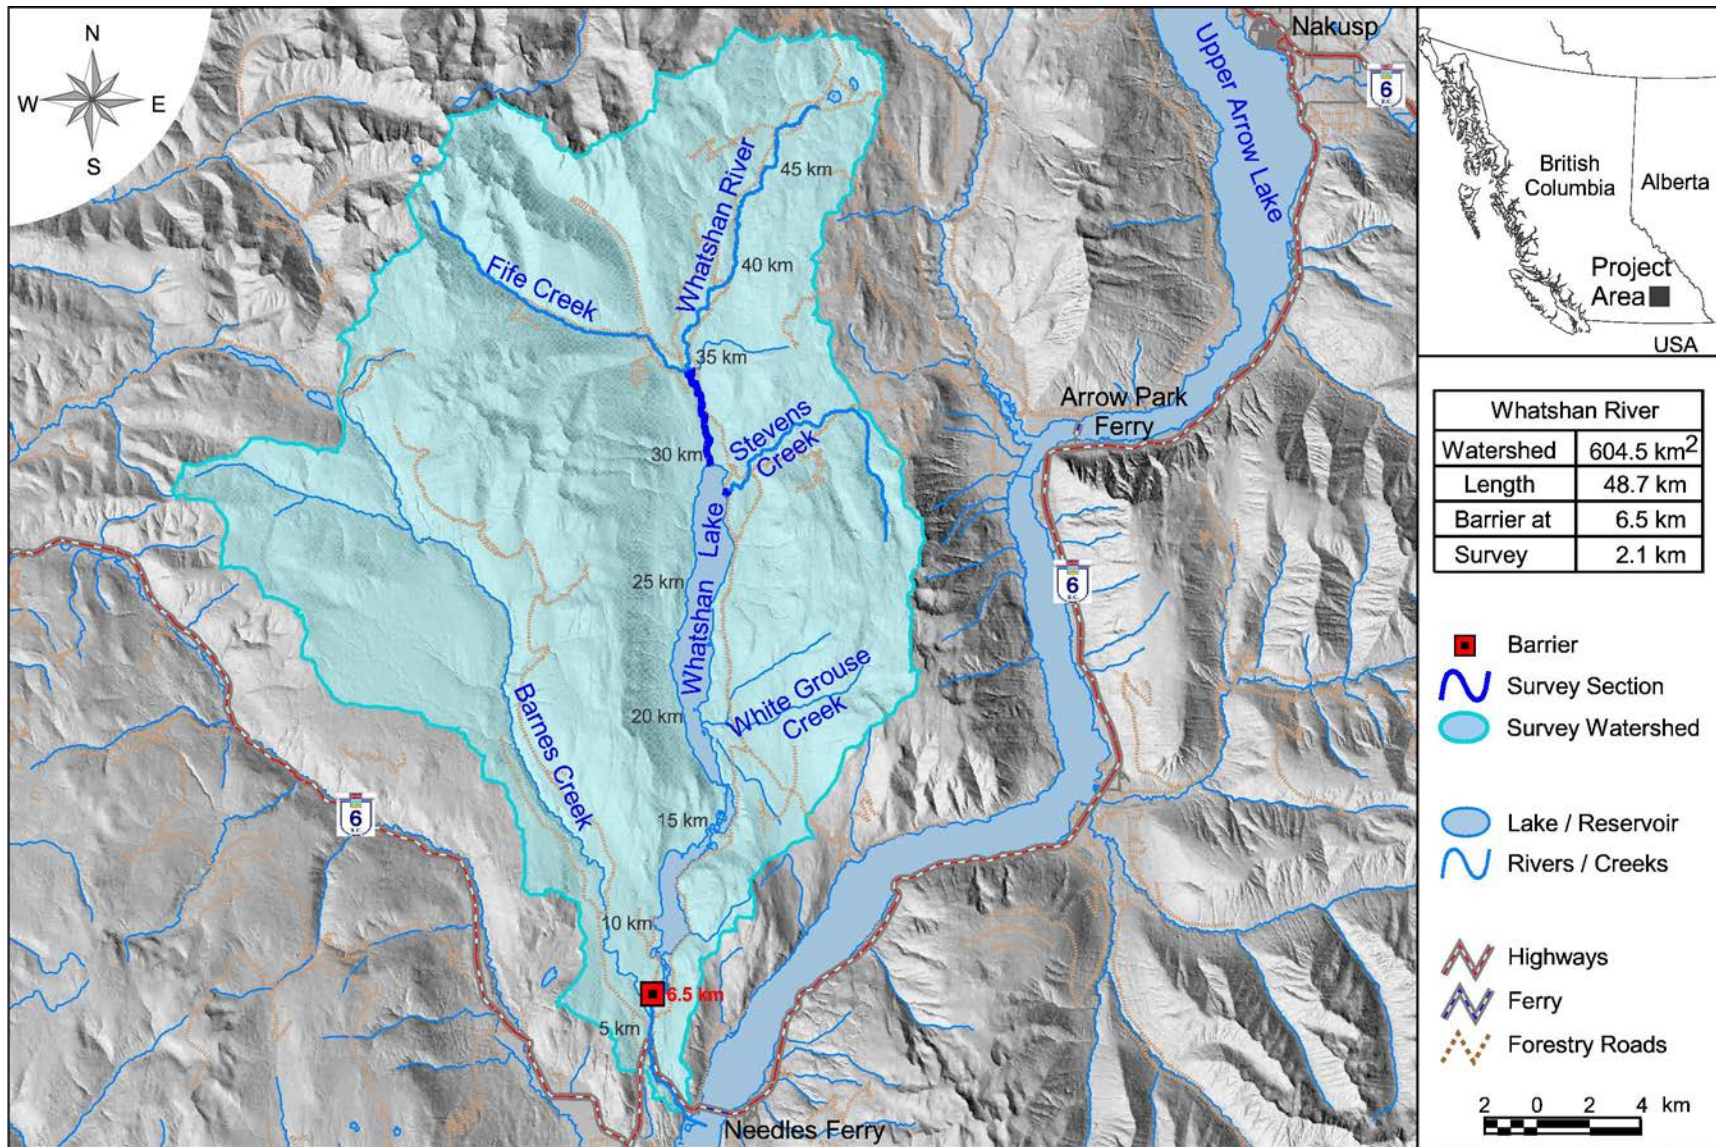 N
W
E
S
Nakusp
6
Upper Arrow Lake
Whatshan River
45 km
40 km
Fife Creek
35 km
Arrow Park
Ferry
Stevens
Creek
30 km
Whatshan Lake
25 km
6
White Grouse
Creek
20 km
Barnes Creek
15 km
6
10 km
6.5 km
5 km
Needles Ferry
British
Columbia
Alberta
Project
Area
USA
Whatshan River
Watershed 604.5 km2
Length 48.7 km
Barrier at 6.5 km
Survey 2.1 km
Barrier
Survey Section
Survey Watershed
Lake / Reservoir
Rivers / Creeks
Highways
Ferry
Forestry Roads
2 0 2 4 km